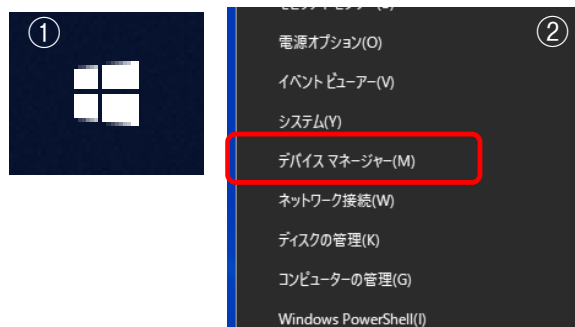 ①
②
電源オプション(O)
イベント ビューアー(V)
システム(Y)
デバイス マネージャー(M)
ネットワーク接続(W)
ディスクの管理(K)
コンピューターの管理(G)
Windows PowerShell(I)